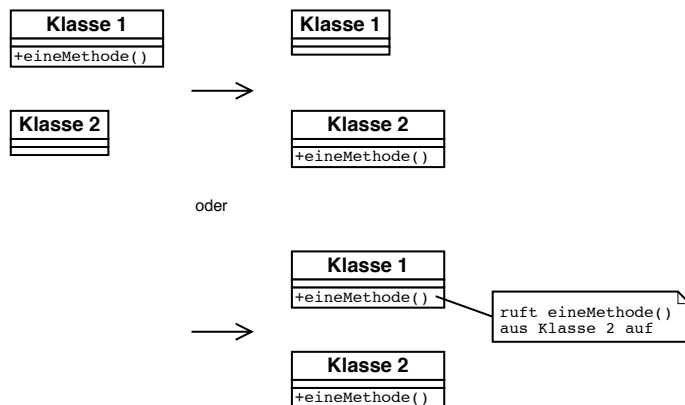 Klasse 1
+eineMethode()
Klasse 2
Klasse 1
Klasse 2
+eineMethode()
oder
Klasse 1
+eineMethode()
ruft eineMethode()
aus Klasse 2 auf
Klasse 2
+eineMethode()